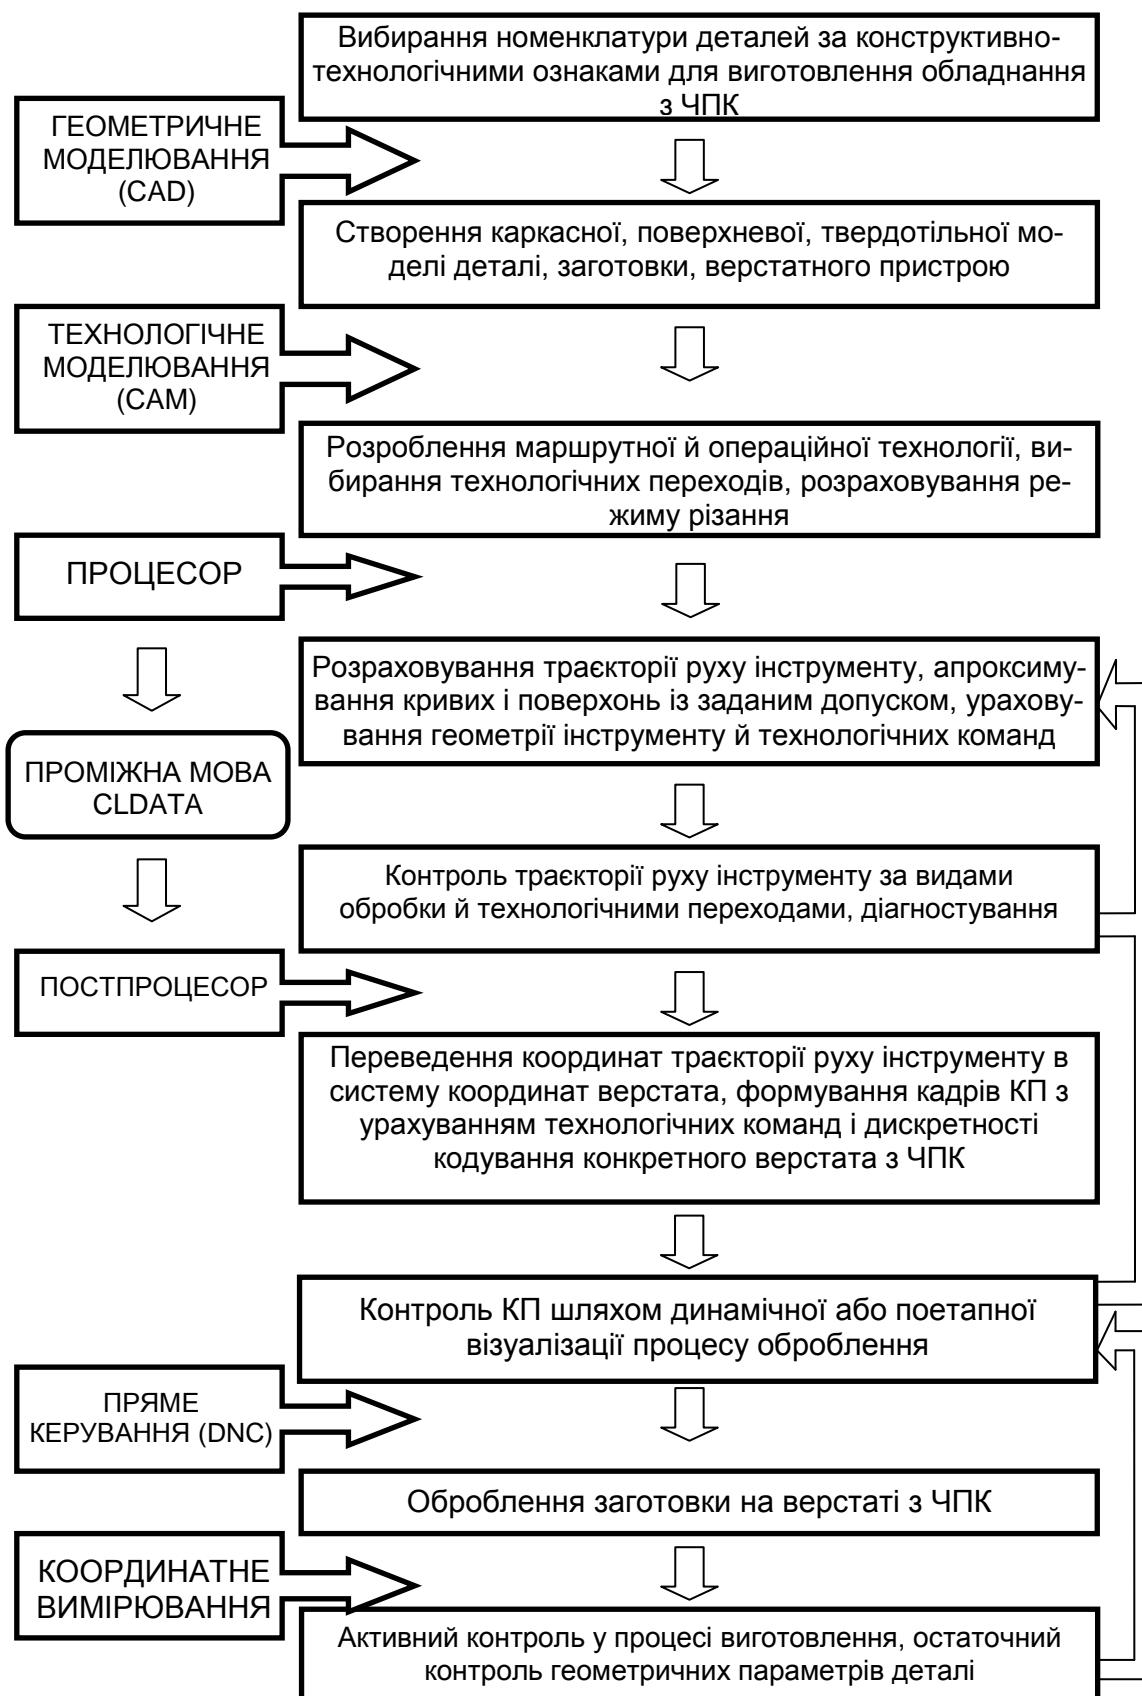 Вибирання номенклатури деталей за конструктивно-
технологічними ознаками для виготовлення обладнання
з ЧПК
ГЕОМЕТРИЧНЕ
МОДЕЛЮВАННЯ
(CAD)
Створення каркасної, поверхневої, твердотільної мо-
делі деталі, заготовки, верстатного пристрою
ТЕХНОЛОГІЧНЕ
МОДЕЛЮВАННЯ
(CAM)
Розроблення маршрутної й операційної технології, ви-
бирання технологічних переходів, розраховування ре-
жиму різання
ПРОЦЕСОР
Розраховування траєкторії руху інструменту, апроксиму-
вання кривих і поверхонь із заданим допуском, урахову-
вування геометрії інструменту й технологічних команд
ПРОМІЖНА МОВА
CLDATA
Контроль траєкторії руху інструменту за видами
обробки й технологічними переходами, діагностування
ПОСТПРОЦЕСОР
Переведення координат траєкторії руху інструменту в
систему координат верстата, формування кадрів КП з
урахуванням технологічних команд і дискретності
кодування конкретного верстата з ЧПК
Контроль КП шляхом динамічної або поетапної
візуалізації процесу оброблення
ПРЯМЕ
КЕРУВАННЯ (DNC)
Оброблення заготовки на верстаті з ЧПК
КООРДИНАТНЕ
ВИМІРЮВАННЯ
Активний контроль у процесі виготовлення, остаточний
контроль геометричних параметрів деталі